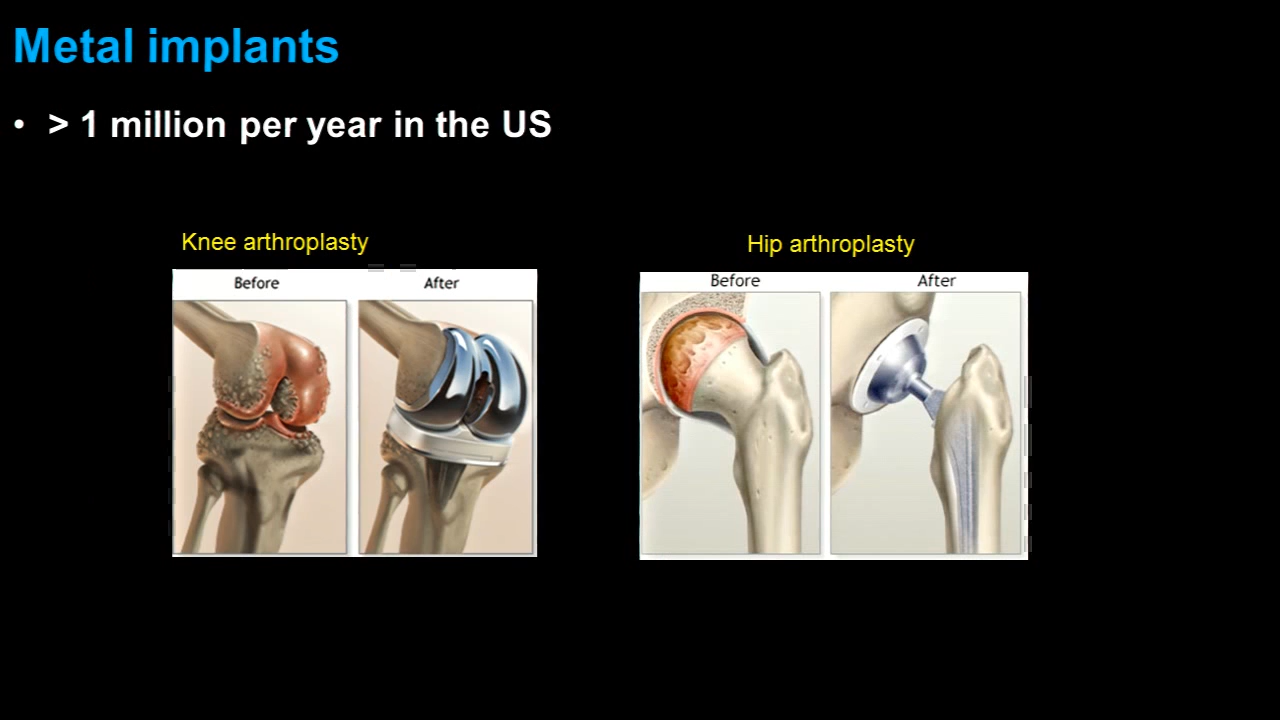 Metal implants
• > 1 million per year in the US
Knee arthroplasty
Before
After
Hip arthroplasty
Before
After